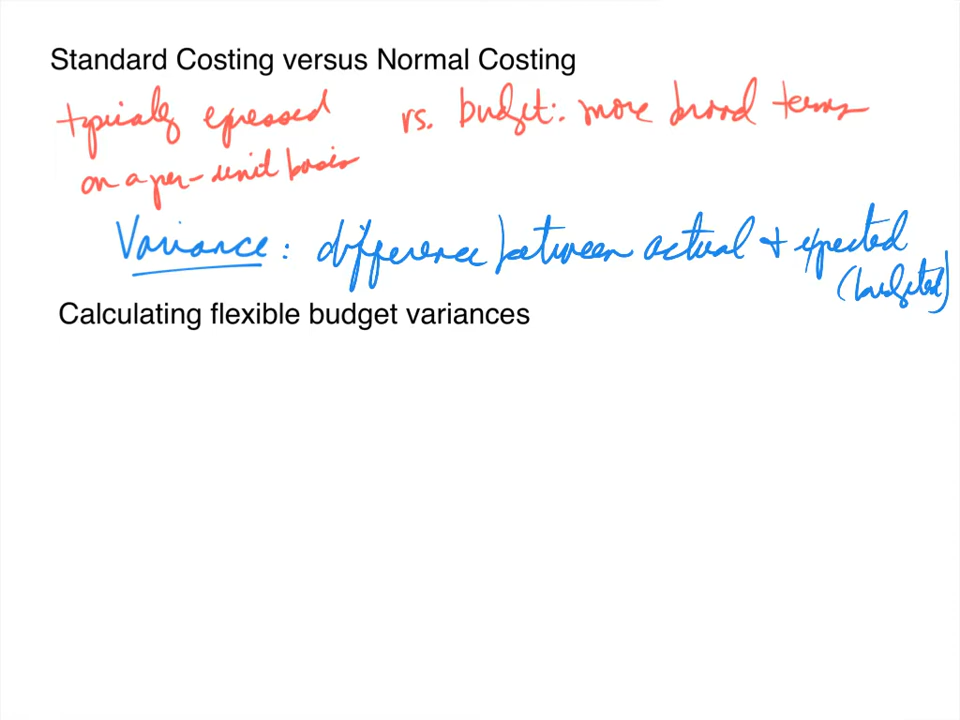 Standard Costing versus Normal Costing
typically expressed vs. budget: more broad terms
on a per-unit basis
Variance: difference between actual + expected
(budgeted)
Calculating flexible budget variances